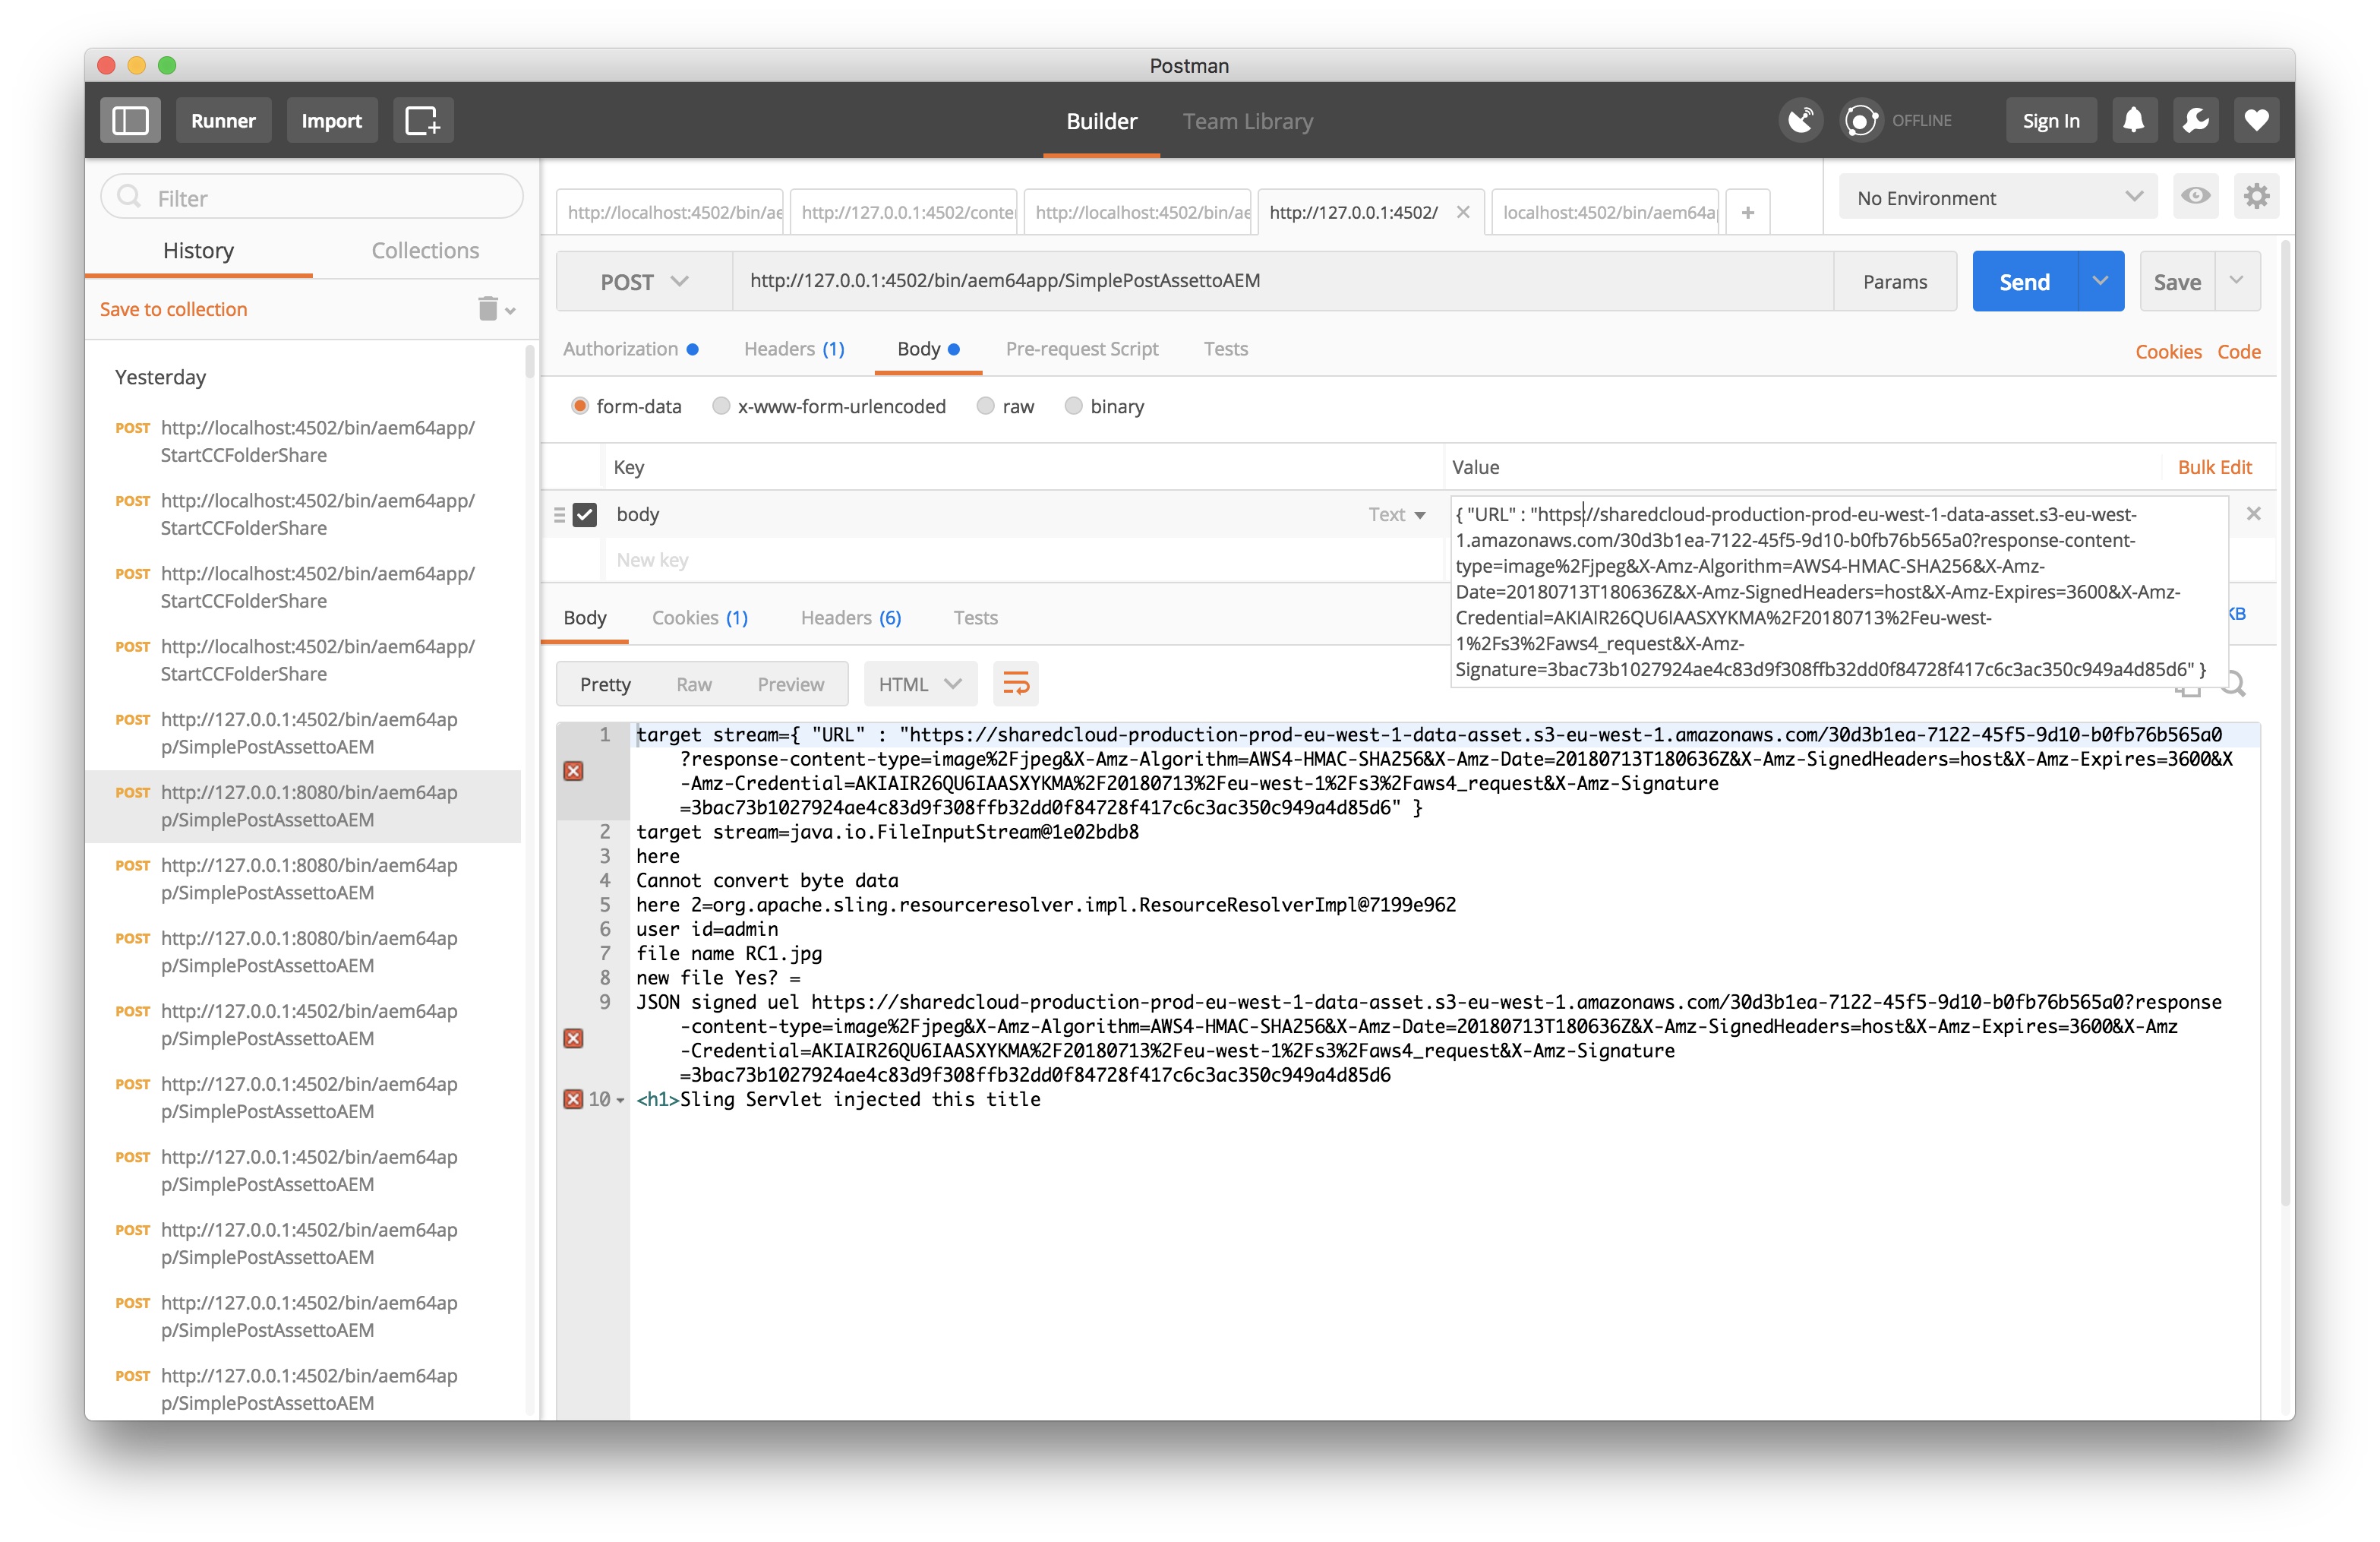 Postman
Runner
Import
Builder
Team Library
OFFLINE
Sign In
Filter
History
Collections
Save to collection
Yesterday
POST http://localhost:4502/bin/aem64app/
StartCCFolderShare
POST http://localhost:4502/bin/aem64app/
StartCCFolderShare
POST http://localhost:4502/bin/aem64app/
StartCCFolderShare
POST http://localhost:4502/bin/aem64app/
StartCCFolderShare
POST http://127.0.0.1:4502/bin/aem64ap
p/SimplePostAssettoAEM
POST http://127.0.0.1:8080/bin/aem64ap
p/SimplePostAssettoAEM
POST http://127.0.0.1:8080/bin/aem64ap
p/SimplePostAssettoAEM
POST http://127.0.0.1:8080/bin/aem64ap
p/SimplePostAssettoAEM
POST http://127.0.0.1:4502/bin/aem64ap
p/SimplePostAssettoAEM
POST http://127.0.0.1:4502/bin/aem64ap
p/SimplePostAssettoAEM
POST http://127.0.0.1:4502/bin/aem64ap
p/SimplePostAssettoAEM
POST http://127.0.0.1:4502/bin/aem64ap
p/SimplePostAssettoAEM
POST http://127.0.0.1:4502/bin/aem64ap
p/SimplePostAssettoAEM
POST http://127.0.0.1:4502/bin/aem64ap
p/SimplePostAssettoAEM
http://localhost:4502/bin/ae
http://127.0.0.1:4502/conte
http://localhost:4502/bin/ae
http://127.0.0.1:4502/
localhost:4502/bin/aem64a
No Environment
POST
http://127.0.0.1:4502/bin/aem64app/SimplePostAssettoAEM
Params
Send
Save
Authorization
Headers (1)
Body
Pre-request Script
Tests
Cookies
Code
form-data
x-www-form-urlencoded
raw
binary
Key
Value
Bulk Edit
body
Text
New key
{ "URL" : "https://sharedcloud-production-prod-eu-west-1-data-asset.s3-eu-west-
1.amazonaws.com/30d3b1ea-7122-45f5-9d10-b0fb76b565a0?response-content-
type=image%2Fjpeg&X-Amz-Algorithm=AWS4-HMAC-SHA256&X-Amz-
Date=20180713T180636Z&X-Amz-SignedHeaders=host&X-Amz-Expires=3600&X-Amz-
Credential=AKIAIR26QU6IAASXYKMA%2F20180713%2Feu-west-
1%2Fs3%2Faws4_request&X-Amz-
Signature=3bac73b1027924ae4c83d9f308ffb32dd0f84728f417c6c3ac350c949a4d85d6" }
Body
Cookies (1)
Headers (6)
Tests
KB
Pretty
Raw
Preview
HTML
1 target stream={ "URL" : "https://sharedcloud-production-prod-eu-west-1-data-asset.s3-eu-west-1.amazonaws.com/30d3b1ea-7122-45f5-9d10-b0fb76b565a0
?response-content-type=image%2Fjpeg&X-Amz-Algorithm=AWS4-HMAC-SHA256&X-Amz-Date=20180713T180636Z&X-Amz-SignedHeaders=host&X-Amz-Expires=3600&X
-Amz-Credential=AKIAIR26QU6IAASXYKMA%2F20180713%2Feu-west-1%2Fs3%2Faws4_request&X-Amz-Signature
=3bac73b1027924ae4c83d9f308ffb32dd0f84728f417c6c3ac350c949a4d85d6" }
2 target stream=java.io.FileInputStream@1e02bdb8
3 here
4 Cannot convert byte data
5 here 2=org.apache.sling.resourceresolver.impl.ResourceResolverImpl@7199e962
6 user id=admin
7 file name RC1.jpg
8 new file Yes? =
9 JSON signed uel https://sharedcloud-production-prod-eu-west-1-data-asset.s3-eu-west-1.amazonaws.com/30d3b1ea-7122-45f5-9d10-b0fb76b565a0?response
-content-type=image%2Fjpeg&X-Amz-Algorithm=AWS4-HMAC-SHA256&X-Amz-Date=20180713T180636Z&X-Amz-SignedHeaders=host&X-Amz-Expires=3600&X-Amz
-Credential=AKIAIR26QU6IAASXYKMA%2F20180713%2Feu-west-1%2Fs3%2Faws4_request&X-Amz-Signature
=3bac73b1027924ae4c83d9f308ffb32dd0f84728f417c6c3ac350c949a4d85d6
10 <h1>Sling Servlet injected this title